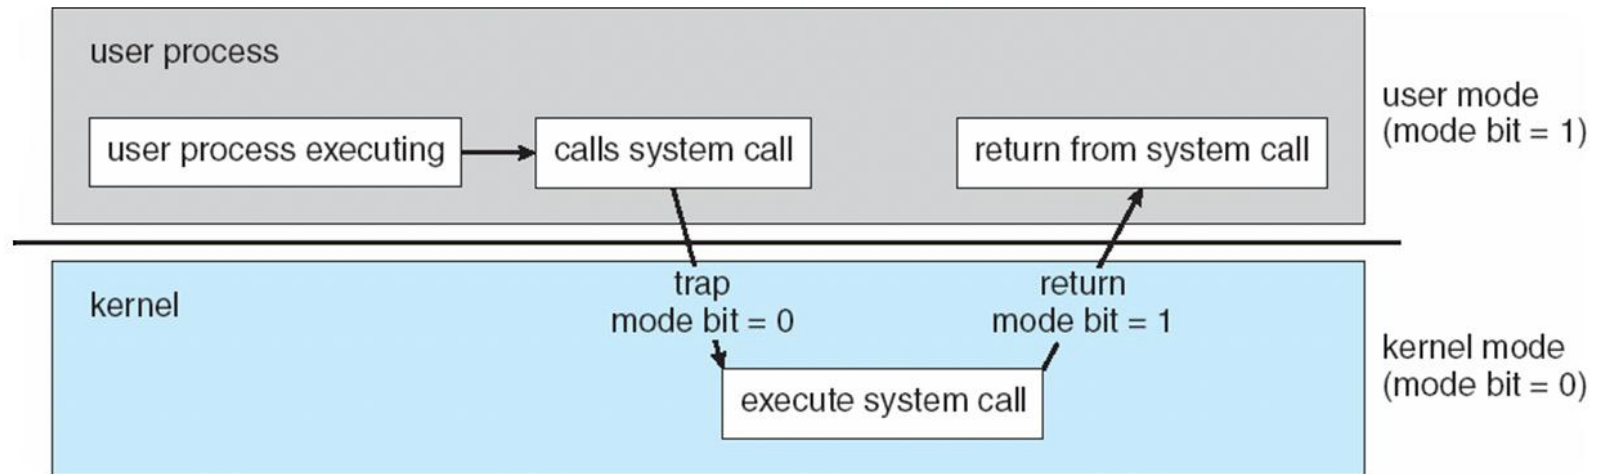 user process
user process executing
calls system call
return from system call
user mode
(mode bit = 1)
kernel
trap
mode bit = 0
return
mode bit = 1
execute system call
kernel mode
(mode bit = 0)